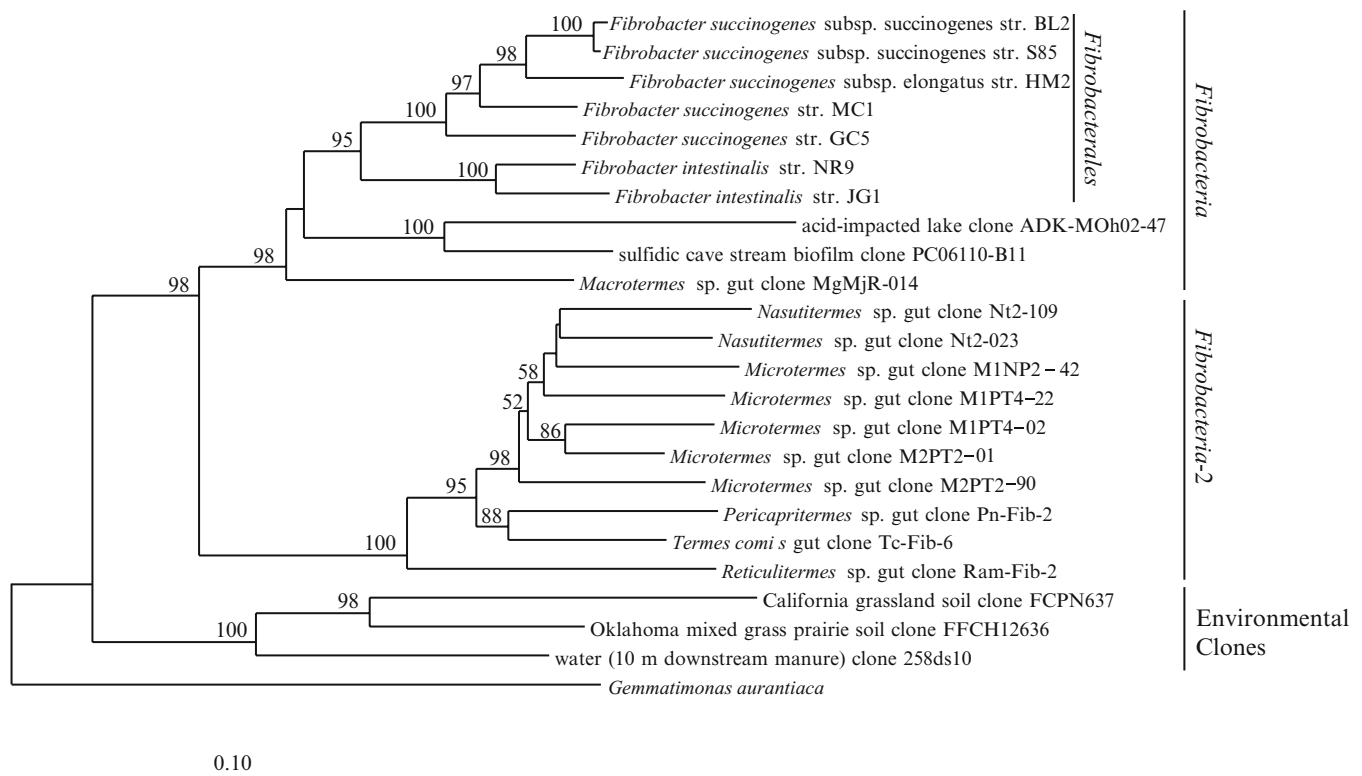 100
Fibrobacter succinogenes subsp. succinogenes str. BL2
Fibrobacter succinogenes subsp. succinogenes str. S85
98
Fibrobacter succinogenes subsp. elongatus str. HM2
97
Fibrobacter succinogenes str. MC1
100
Fibrobacter succinogenes str. GC5
95
Fibrobacter intestinalis str. NR9
100
Fibrobacter intestinalis str. JG1
Fibrobacterales
acid-impacted lake clone ADK-MOh02-47
100
sulfidic cave stream biofilm clone PC06110-B11
98
Macrotermes sp. gut clone MgMjR-014
Fibrobacteria
98
Nasutitermes sp. gut clone Nt2-109
Nasutitermes sp. gut clone Nt2-023
Microtermes sp. gut clone M1NP2-42
58
Microtermes sp. gut clone M1PT4-22
52
Microtermes sp. gut clone M1PT4-02
86
Microtermes sp. gut clone M2PT2-01
98
Microtermes sp. gut clone M2PT2-90
95
Pericapritermes sp. gut clone Pn-Fib-2
88
Termes comi s gut clone Tc-Fib-6
100
Reticulitermes sp. gut clone Ram-Fib-2
Fibrobacteria-2
98
California grassland soil clone FCPN637
Oklahoma mixed grass prairie soil clone FFCH12636
100
water (10 m downstream manure) clone 258ds10
Environmental
Clones
Gemmatimonas aurantiaca
0.10